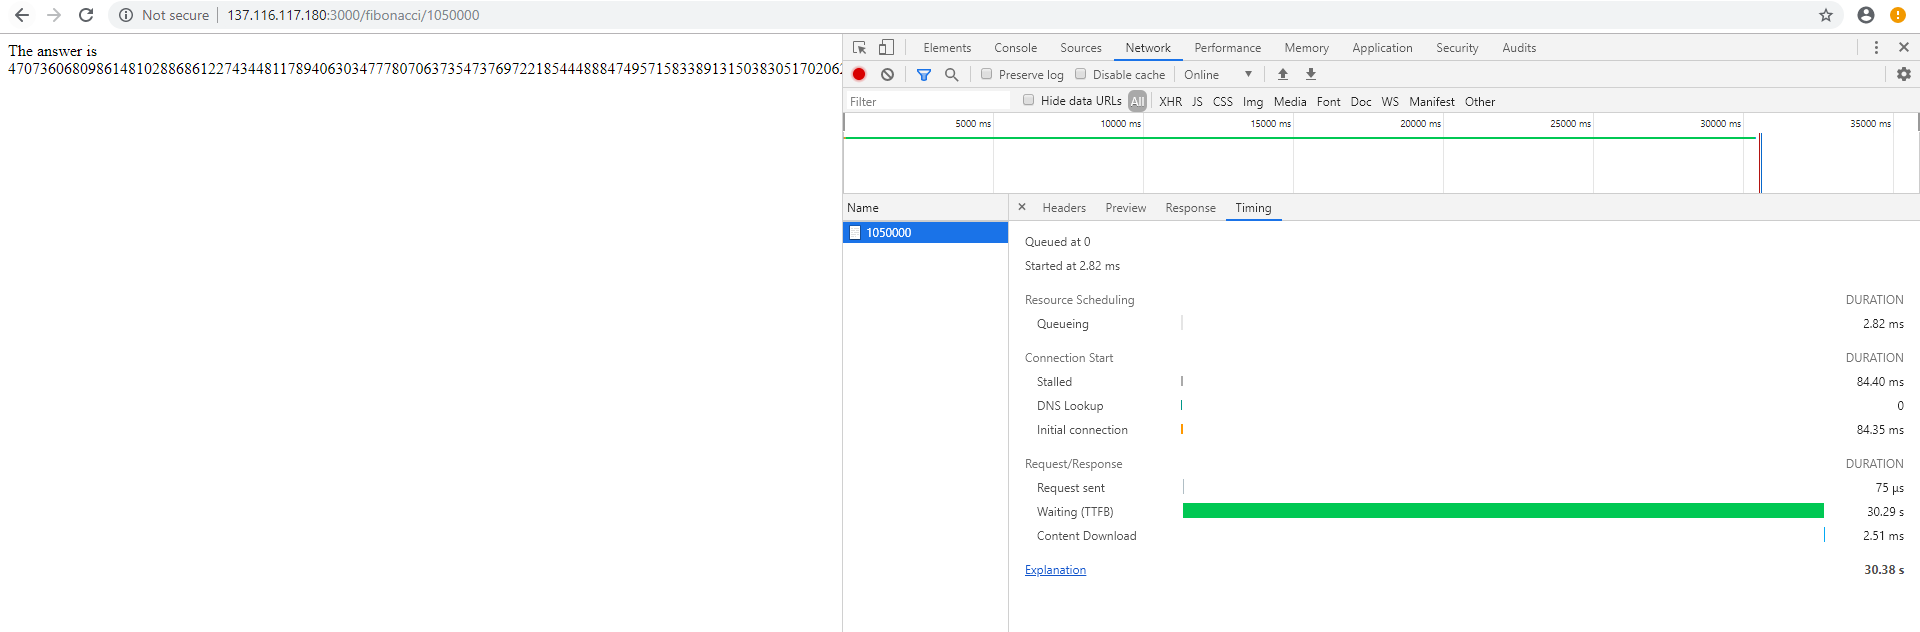 Not secure | 137.116.117.180:3000/fibonacci/1050000
The answer is
Elements Console Sources Network Performance Memory Application Security Audits
Preserve log Disable cache Online
Filter Hide data URLs All XHR JS CSS Img Media Font Doc WS Manifest Other
5000 ms 10000 ms 15000 ms 20000 ms 25000 ms 30000 ms 35000 ms
Name Headers Preview Response Timing
1050000
Queued at 0
Started at 2.82 ms
Resource Scheduling DURATION
Queueing 2.82 ms
Connection Start DURATION
Stalled 84.40 ms
DNS Lookup 0
Initial connection 84.35 ms
Request/Response DURATION
Request sent 75 μs
Waiting (TTFB) 30.29 s
Content Download 2.51 ms
Explanation 30.38 s